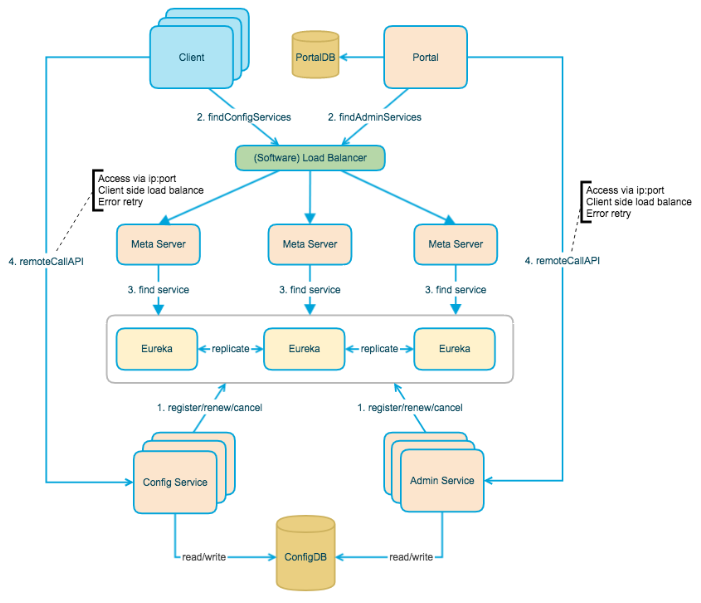 Client
PortalDB
Portal
2. findConfigServices
2. findAdminServices
(Software) Load Balancer
Access via ip:port
Client side load balance
Error retry
Access via ip:port
Client side load balance
Error retry
Meta Server
Meta Server
Meta Server
4. remoteCallAPI
4. remoteCallAPI
3. find service
3. find service
3. find service
Eureka
replicate
Eureka
replicate
Eureka
1. register/renew/cancel
1. register/renew/cancel
Config Service
Admin Service
read/write
ConfigDB
read/write